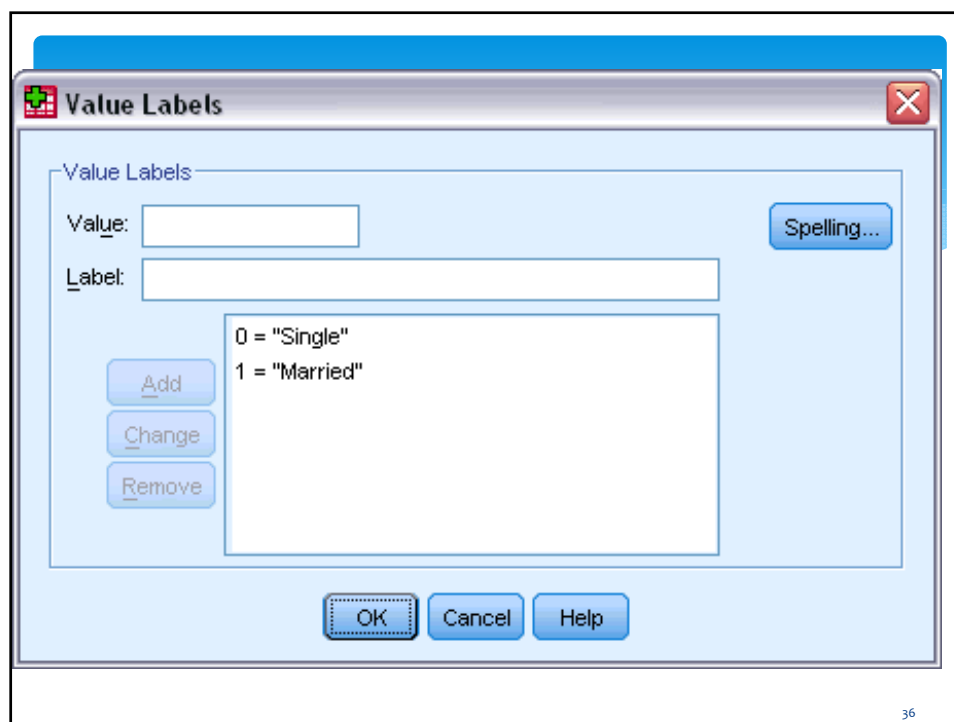 Value Labels
Value Labels
Value:
Spelling...
Label:
0 = "Single"
1 = "Married"
Add
Change
Remove
OK Cancel Help
36